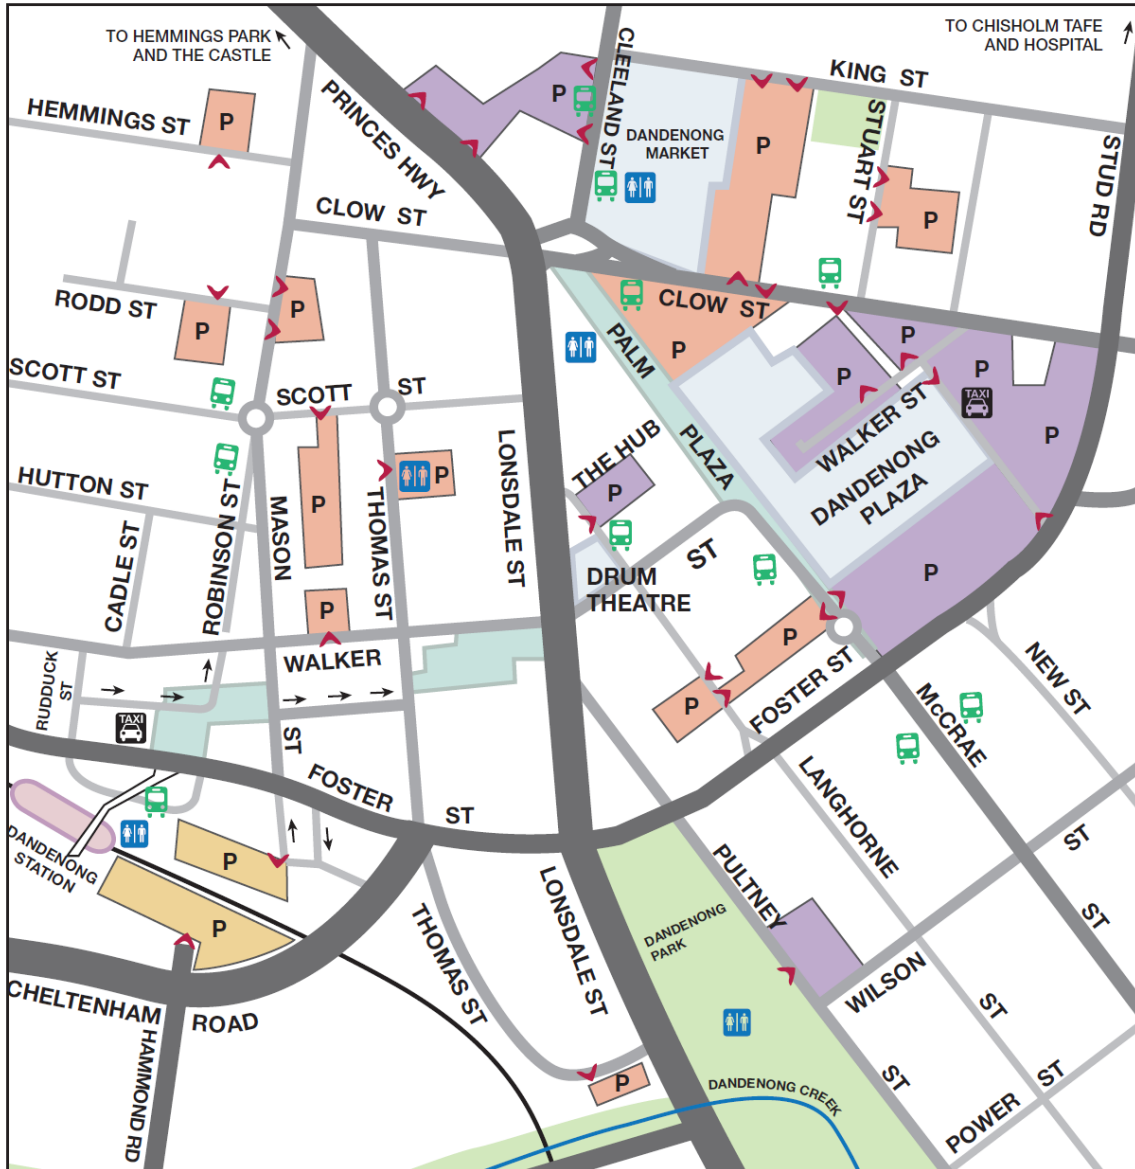 TO HEMMINGS PARK
AND THE CASTLE
TO CHISHOLM TAFE
AND HOSPITAL
CLEELAND ST
KING ST
PRINCES HWY
P
P
HEMMINGS ST
P
DANDENONG
MARKET
STUART ST
STUD RD
P
CLOW ST
P
RODD ST
P
P
CLOW ST
PALM
PLAZA
P
P
P
P
TAXI
P
WALKER ST
DANDENONG
PLAZA
SCOTT ST
SCOTT ST
THE HUB
P
LONSDALE ST
HUTTON ST
ROBINSON ST
MASON
ST
P
THOMAS ST
P
CADLE ST
ST
DRUM
THEATRE
P
P
WALKER
P
RUDDUCK
ST
TAXI
P
FOSTER ST
NEW ST
McCRAE
ST
FOSTER
ST
LANGHORNE
ST
DANDENONG
STATION
P
P
PULTNEY
ST
LONSDALE ST
DANDENONG
PARK
THOMAS ST
WILSON
ST
CHELTENHAM
ROAD
HAMMOND RD
P
DANDENONG CREEK
POWER
ST